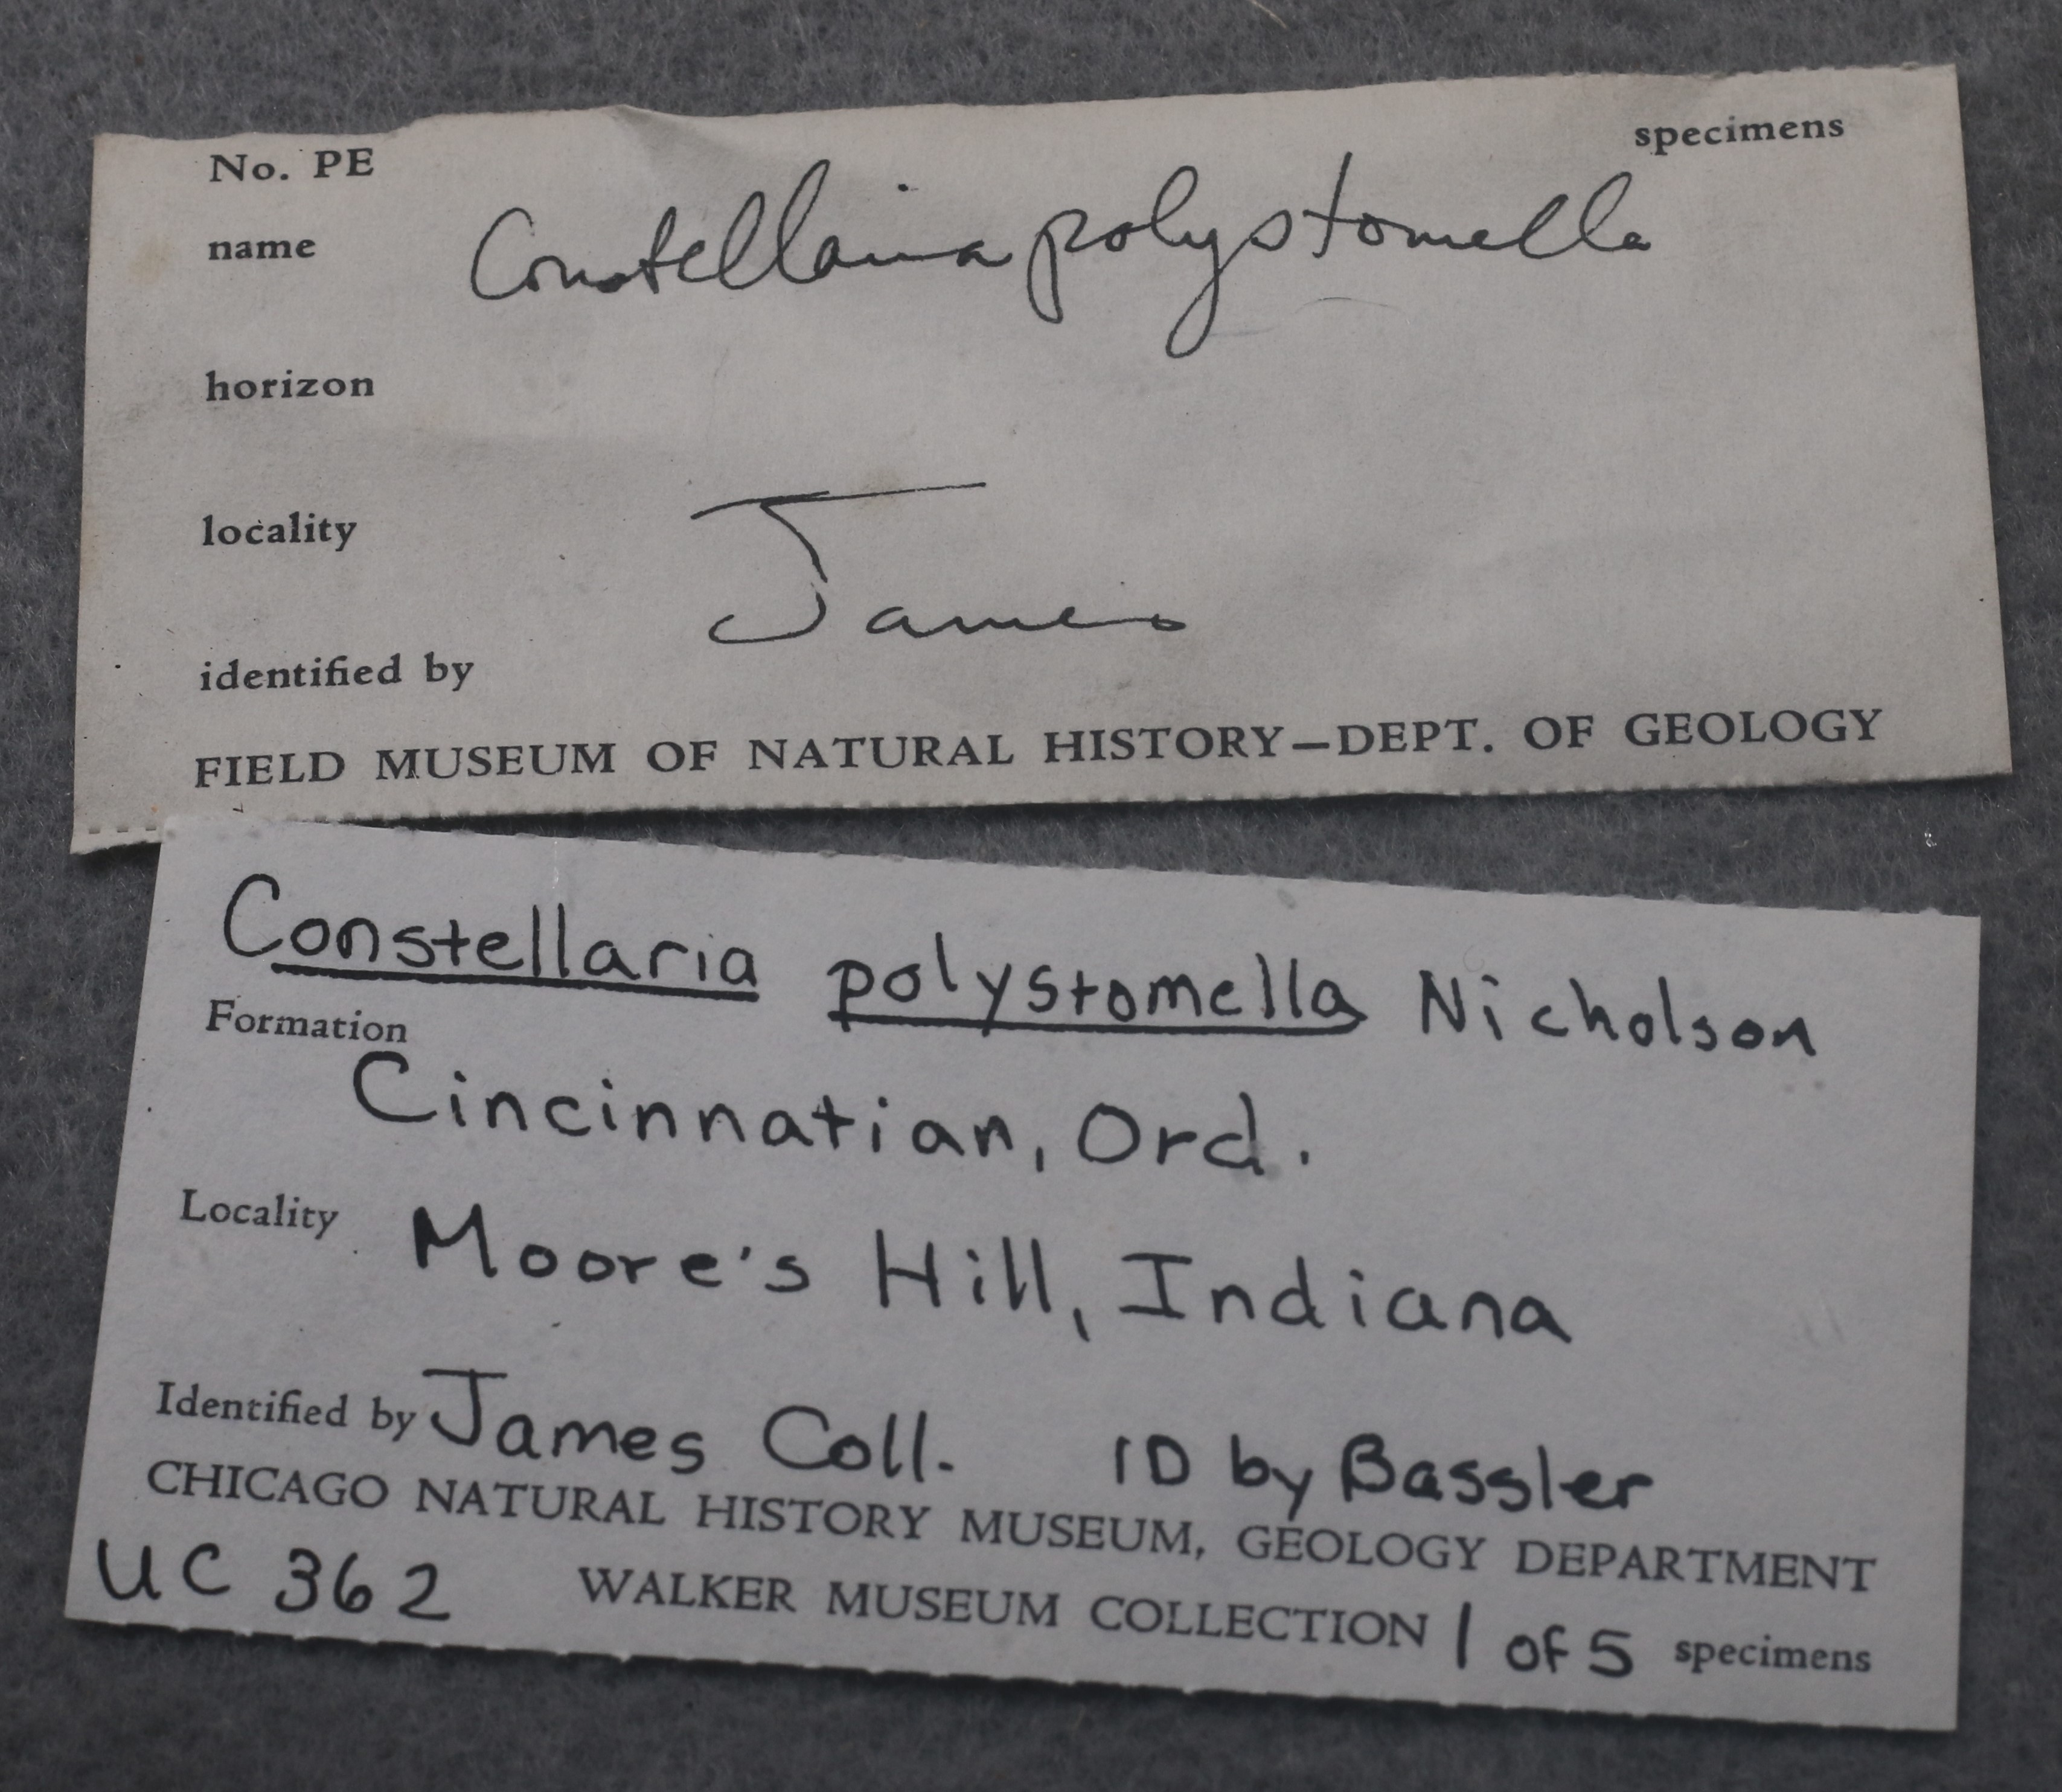 No. PE specimens
name Constellaria polystomella
horizon
locality
James
identified by
FIELD MUSEUM OF NATURAL HISTORY—DEPT. OF GEOLOGY
Constellaria polystomella Nicholson
Formation
Cincinnatian, Ord.
Locality Moore's Hill, Indiana
Identified by James Coll. ID by Bassler
CHICAGO NATURAL HISTORY MUSEUM, GEOLOGY DEPARTMENT
UC 362 WALKER MUSEUM COLLECTION 1 of 5 specimens